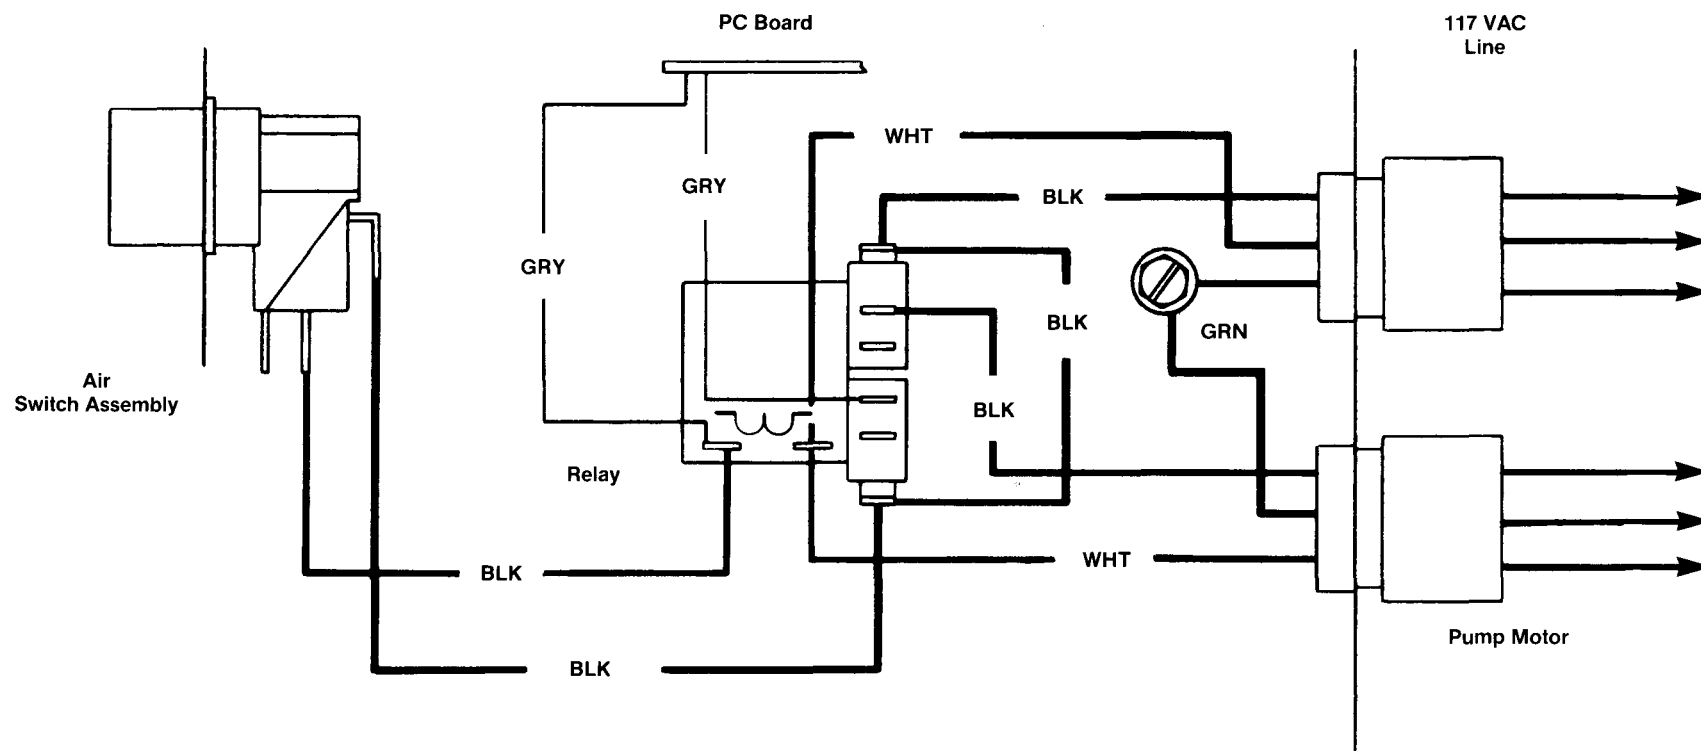 PC Board
117 VAC
Line
WHT
GRY
BLK
GRY
BLK
GRN
Air
Switch Assembly
BLK
Relay
WHT
BLK
Pump Motor
BLK